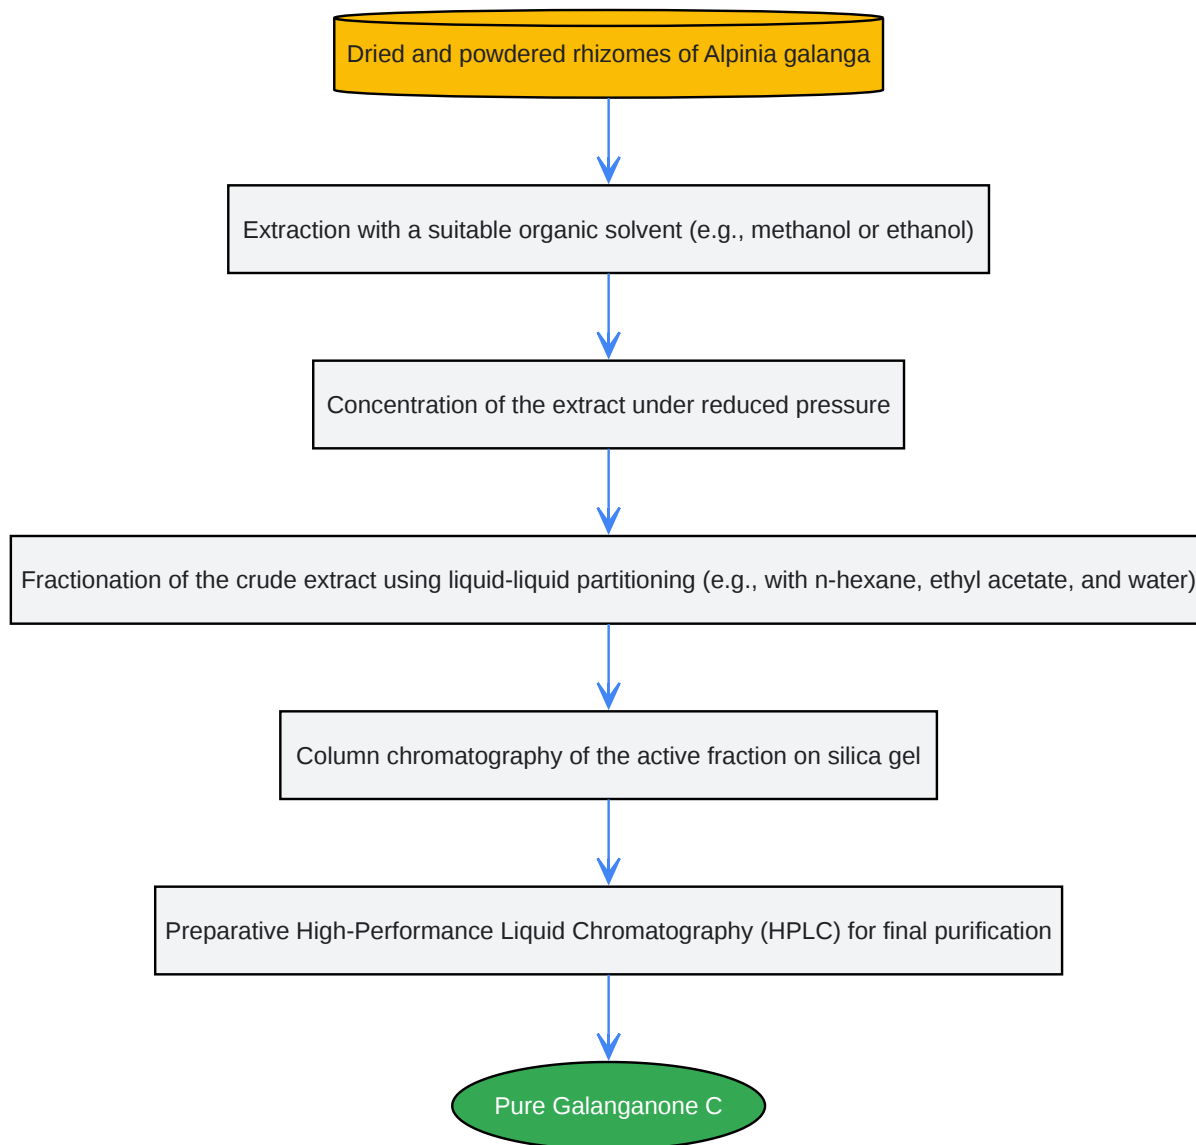 Dried and powdered rhizomes of Alpinia galanga
Extraction with a suitable organic solvent (e.g., methanol or ethanol)
Concentration of the extract under reduced pressure
Fractionation of the crude extract using liquid-liquid partitioning (e.g., with n-hexane, ethyl acetate, and water)
Column chromatography of the active fraction on silica gel
Preparative High-Performance Liquid Chromatography (HPLC) for final purification
Pure Galanganone C